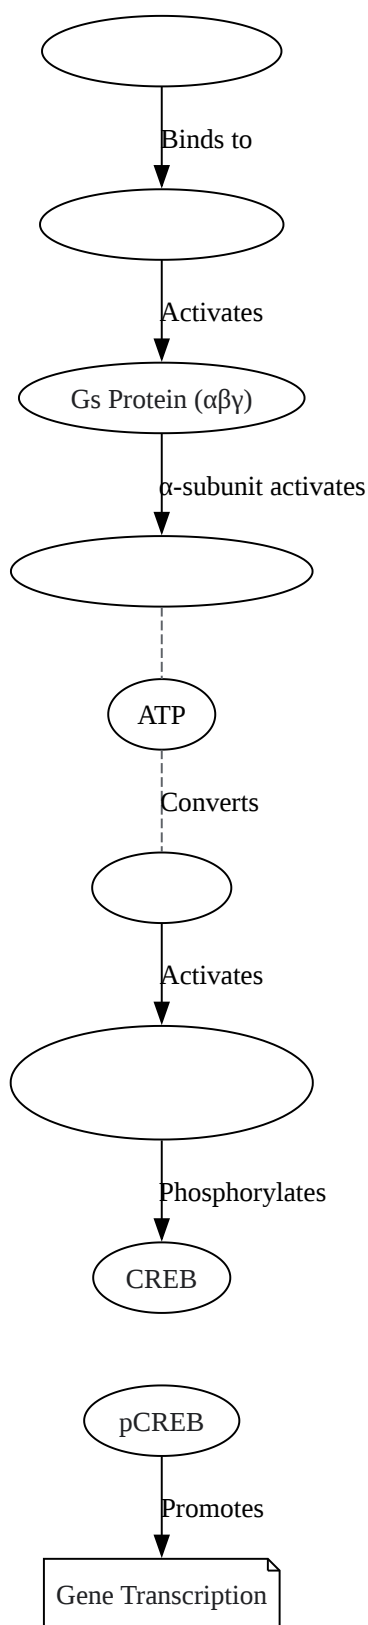 Binds to
Activates
Gs Protein (αβγ)
α-subunit activates
ATP
Converts
Activates
Phosphorylates
CREB
pCREB
Promotes
Gene Transcription